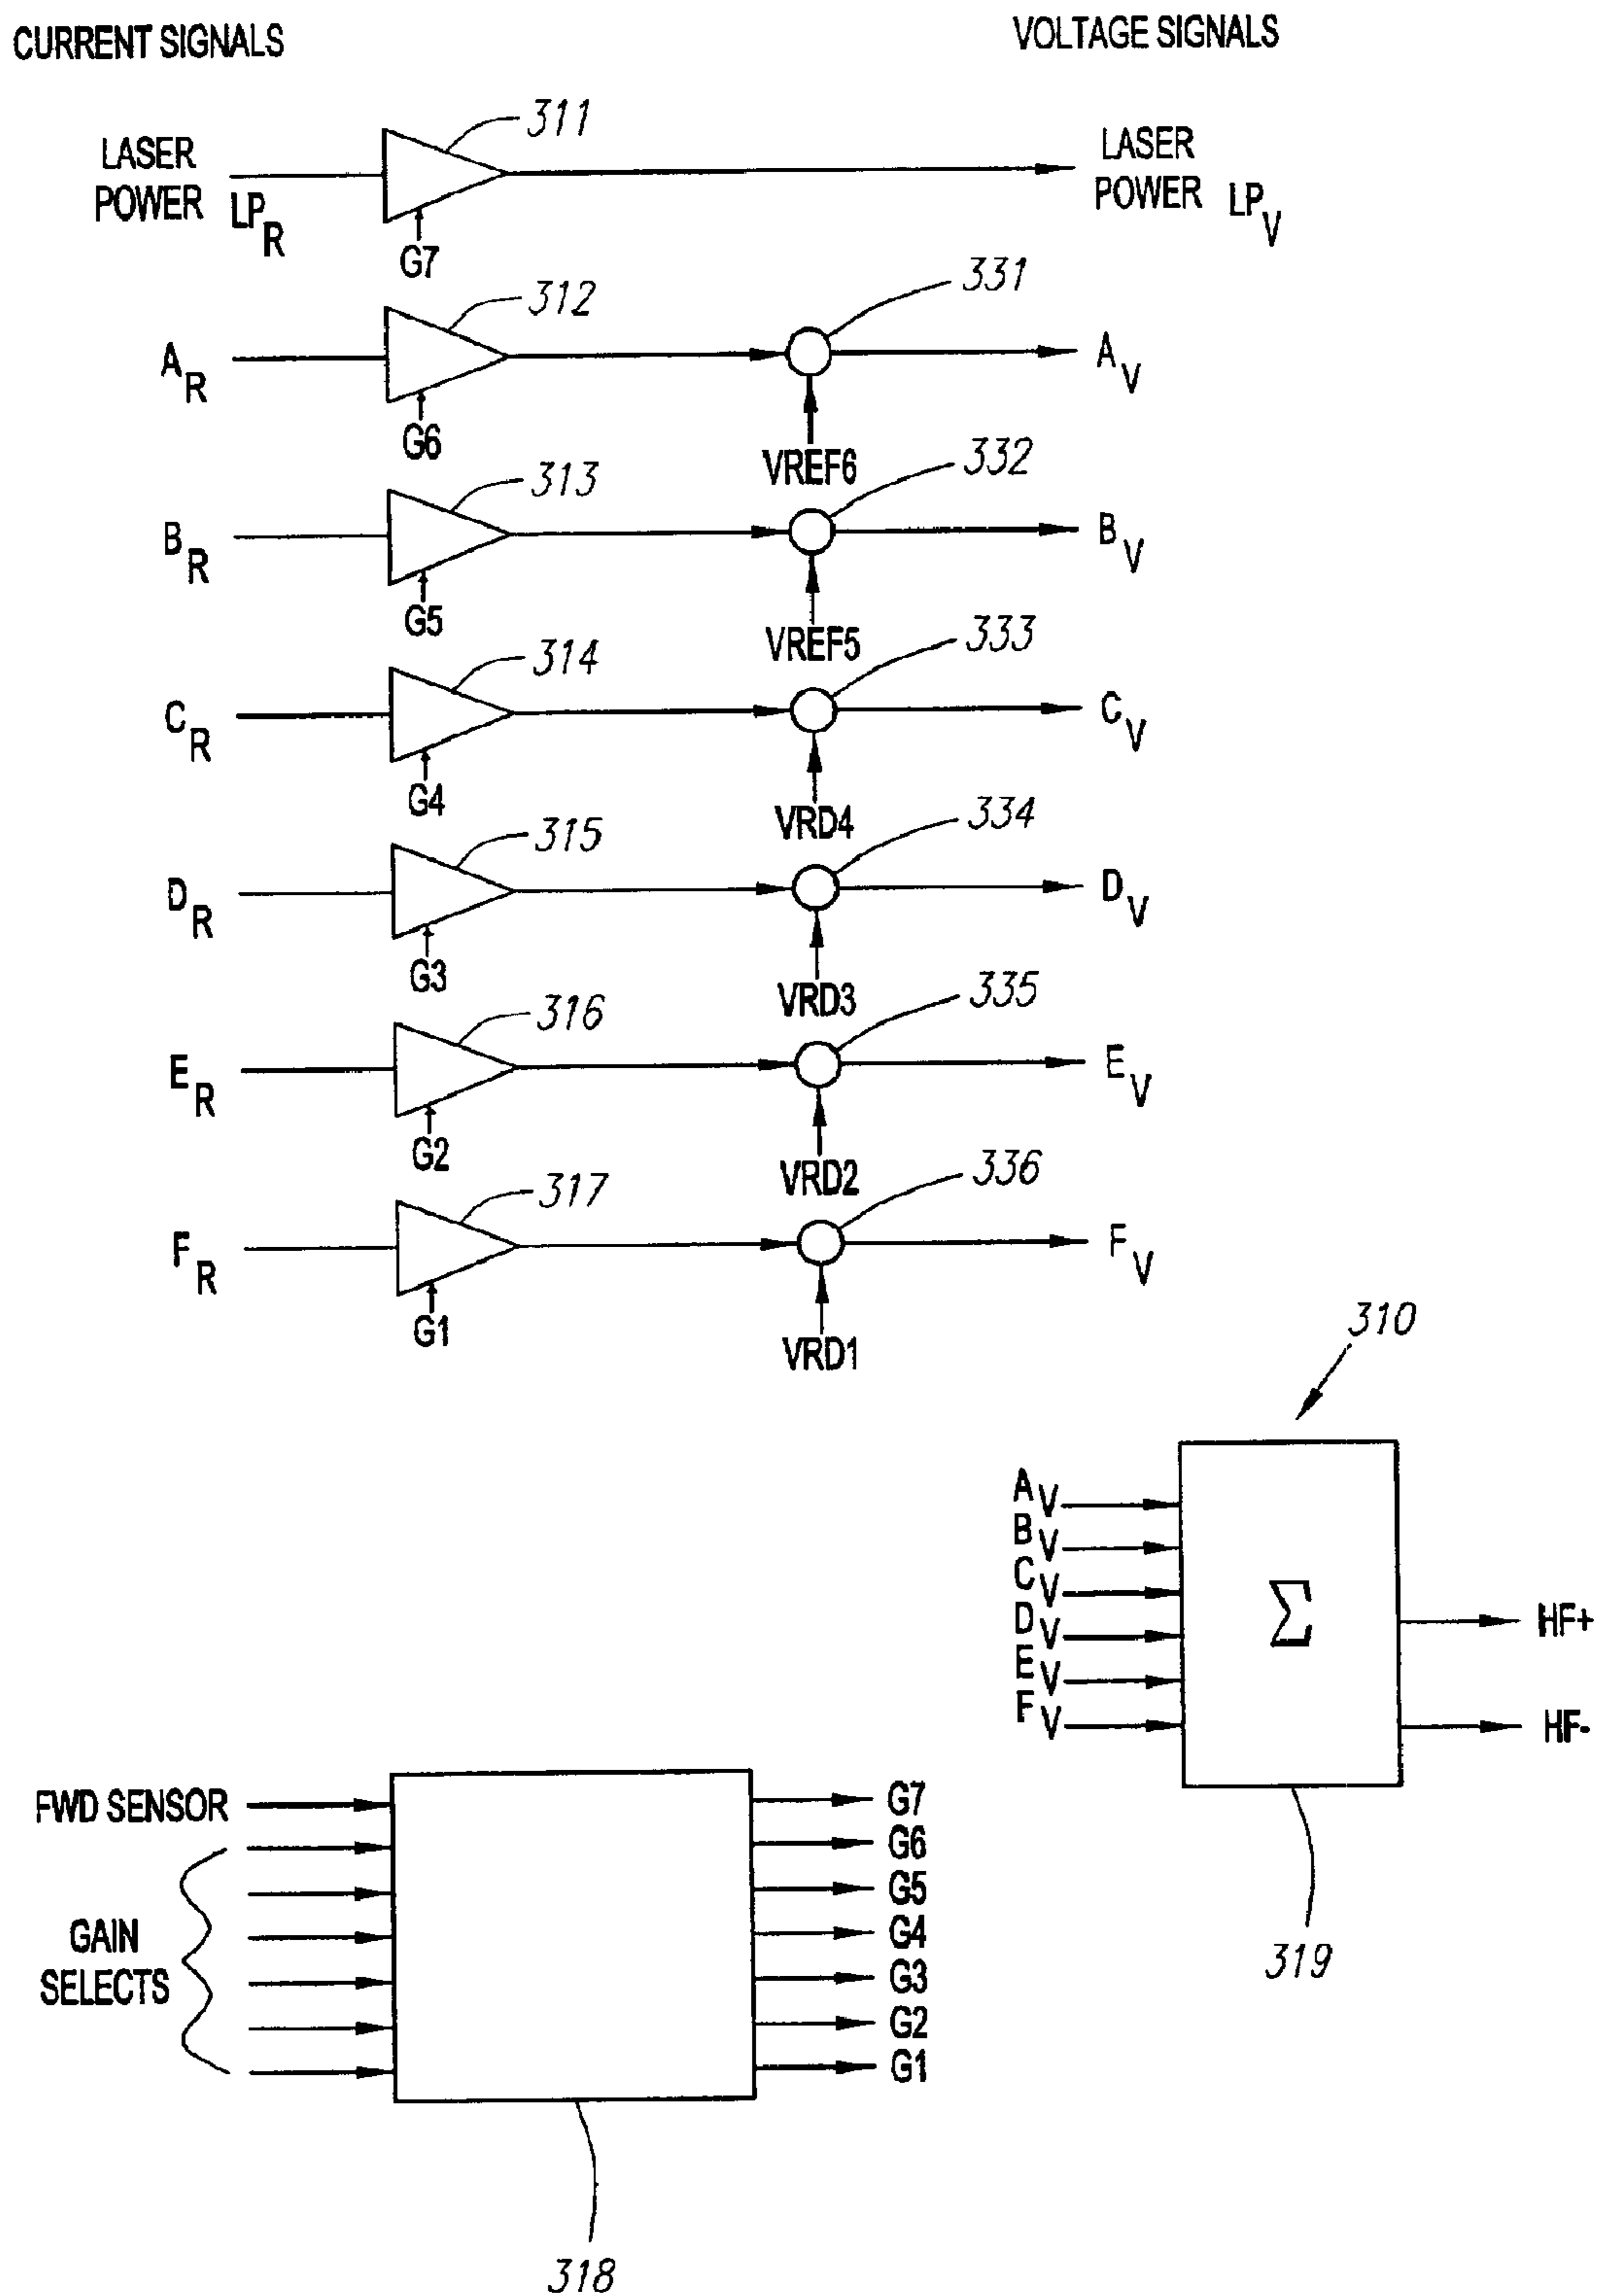 CURRENT SIGNALS
VOLTAGE SIGNALS
311
LASER
POWER LPR
LASER
POWER LPV
G7
312
331
AR
AV
G6
VREF6
313
332
BR
BV
G5
VREF5
314
333
CR
CV
G4
VRD4
315
334
DR
DV
G3
VRD3
316
335
ER
EV
G2
VRD2
317
336
FR
FV
G1
VRD1
310
AV
BV
CV
DV
EV
FV
Σ
HF+
HF-
319
FWD SENSOR
GAIN
SELECTS
G7
G6
G5
G4
G3
G2
G1
318